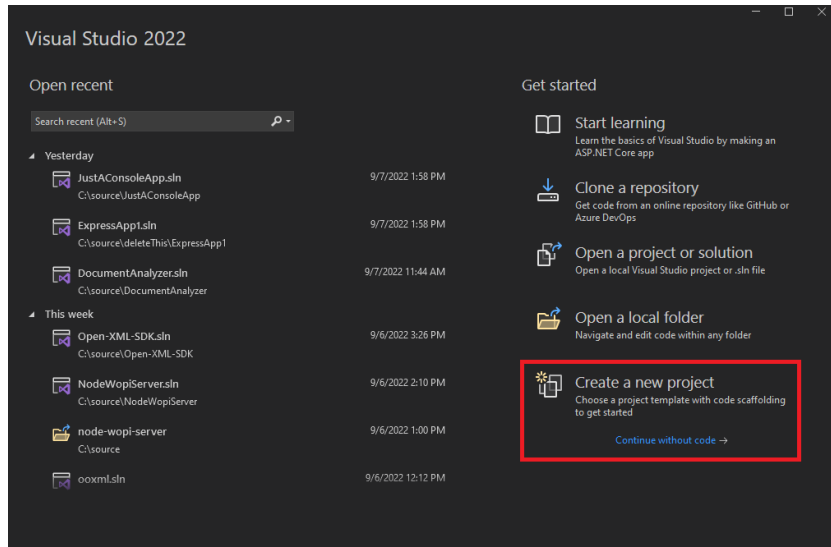 Visual Studio 2022
Open recent
Search recent (Alt+S)
Yesterday
JustAConsoleApp.sln 9/7/2022 1:58 PM
C:\source\JustAConsoleApp
ExpressApp1.sln 9/7/2022 1:58 PM
C:\source\deleteThis\ExpressApp1
DocumentAnalyzer.sln 9/7/2022 11:44 AM
C:\source\DocumentAnalyzer
This week
Open-XML-SDK.sln 9/6/2022 3:26 PM
C:\source\Open-XML-SDK
NodeWopiServer.sln 9/6/2022 2:10 PM
C:\source\NodeWopiServer
node-wopi-server 9/6/2022 1:00 PM
C:\source
ooxml.sln 9/6/2022 12:12 PM
Get started
Start learning
Learn the basics of Visual Studio by making an
ASP.NET Core app
Clone a repository
Get code from an online repository like GitHub or
Azure DevOps
Open a project or solution
Open a local Visual Studio project or .sln file
Open a local folder
Navigate and edit code within any folder
Create a new project
Choose a project template with code scaffolding
to get started
Continue without code →